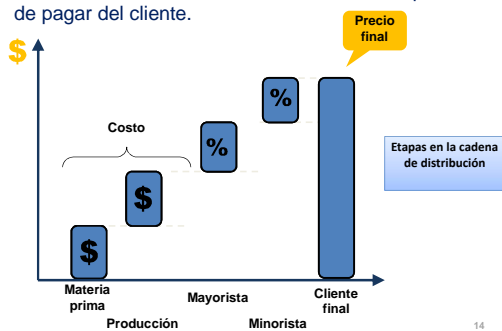 de pagar del cliente.
Precio
final
$
%
Costo
%
Etapas en la cadena
de distribución
$
$
Materia
prima
Mayorista
Cliente
final
Producción
Minorista
14